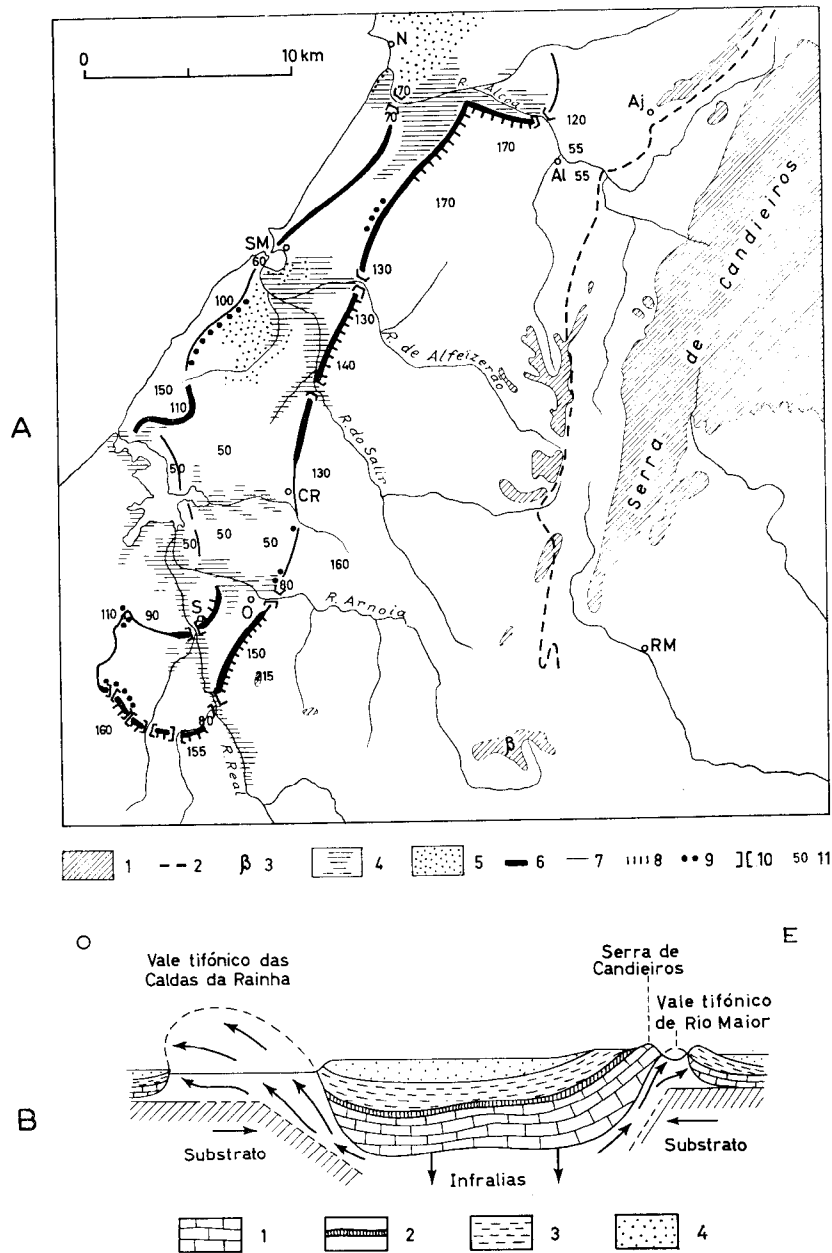 N
0 10 km
70
R. Alcoa
Aj
70
120
170
55
Al
55
170
Serra de Candieiros
SM
60
130
100
130
R. de Alfeizerão
140
150
A
110
R. do Salir
50
50
130
CR
50
50
50
160
80
110
90
S
O
R. Arnoia
150
RM
215
160
80
155
R. Real
β
1 2 β 3 4 5 6 7 8 9 10 50 11
O
E
Vale tifónico das
Caldas da Rainha
Serra de
Candieiros
Vale tifónico
de Rio Maior
B
Substrato
Infralias
Substrato
1 2 3 4